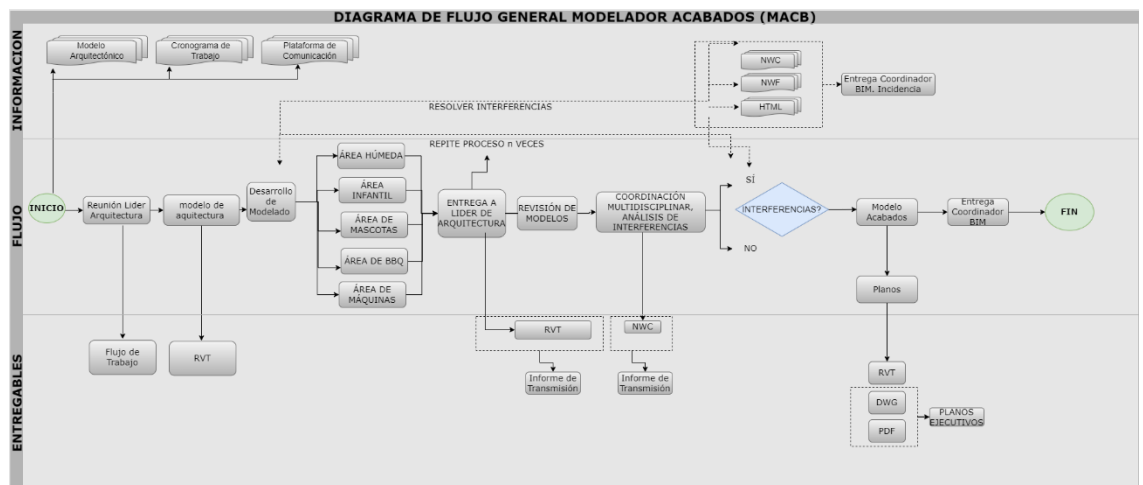 DIAGRAMA DE FLUJO GENERAL MODELADOR ACABADOS (MACB)
INFORMACION
Modelo
Arquitectónico
Cronograma de
Trabajo
Plataforma de
Comunicación
RESOLVER INTERFERENCIAS
NWC
NWF
HTML
Entrega Coordinador
BIM. Incidencia
FLUJO
INICIO
Reunión Lider
Arquitectura
modelo de
aquitectura
Desarrollo
de
Modelado
ÁREA HÚMEDA
ÁREA
INFANTIL
ÁREA DE
MASCOTAS
ÁREA DE BBQ
ÁREA DE
MÁQUINAS
REPITE PROCESO n VECES
ENTREGA A
LIDER DE
ARQUITECTURA
REVISIÓN DE
MODELOS
COORDINACIÓN
MULTIDISCIPLINAR,
ANÁLISIS DE
INTERFERENCIAS
SÍ
NO
INTERFERENCIAS?
Modelo
Acabados
Entrega
Coordinador
BIM
FIN
Planos
ENTREGABLES
Flujo de
Trabajo
RVT
RVT
Informe de
Transmisión
NWC
Informe de
Transmisión
RVT
DWG
PDF
PLANOS
EJECUTIVOS